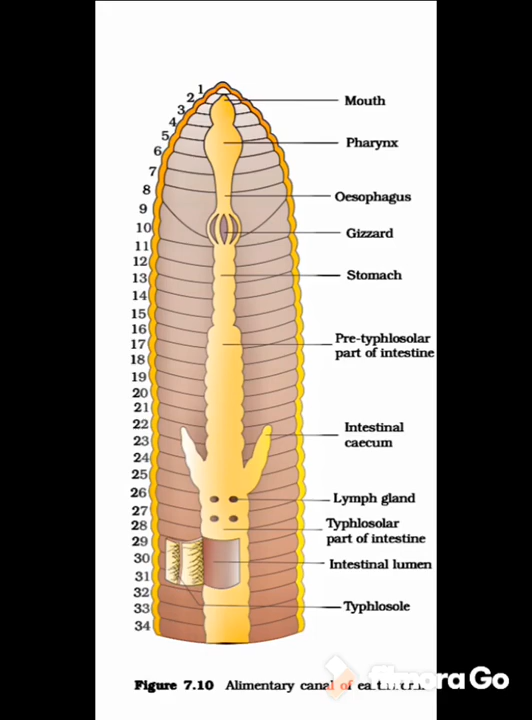 1
2
3
4
5
6
7
8
9
10
11
12
13
14
15
16
17
18
19
20
21
22
23
24
25
26
27
28
29
30
31
32
33
34
Mouth
Pharynx
Oesophagus
Gizzard
Stomach
Pre-typhlosolar
part of intestine
Intestinal
caecum
Lymph gland
Typhlosolar
part of intestine
Intestinal lumen
Typhlosole
Figure 7.10 Alimentary canal of
filmora Go